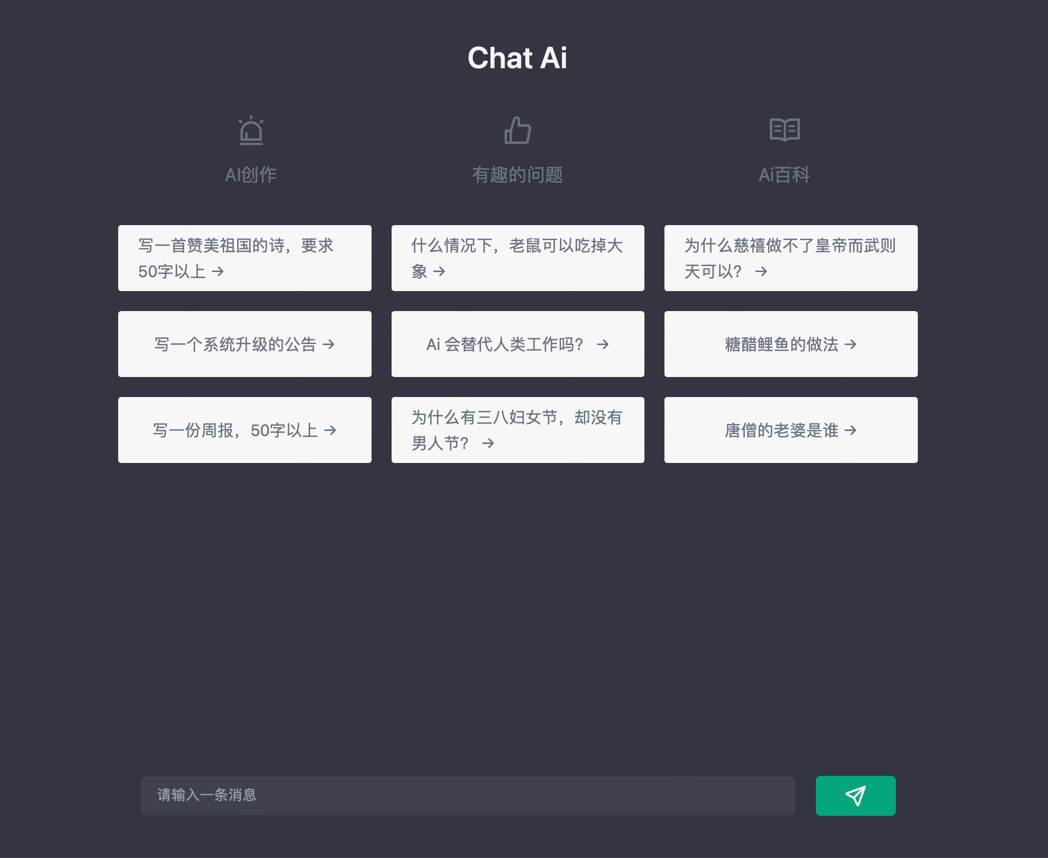 Chat Ai
AI创作
有趣的问题
Ai百科
写一首赞美祖国的诗，要求
50字以上 →
什么情况下，老鼠可以吃掉大
象 →
为什么慈禧做不了皇帝而武则
天可以？ →
写一个系统升级的公告 →
Ai 会替代人类工作吗？ →
糖醋鲤鱼的做法 →
写一份周报，50字以上 →
为什么有三八妇女节，却没有
男人节？ →
唐僧的老婆是谁 →
请输入一条消息